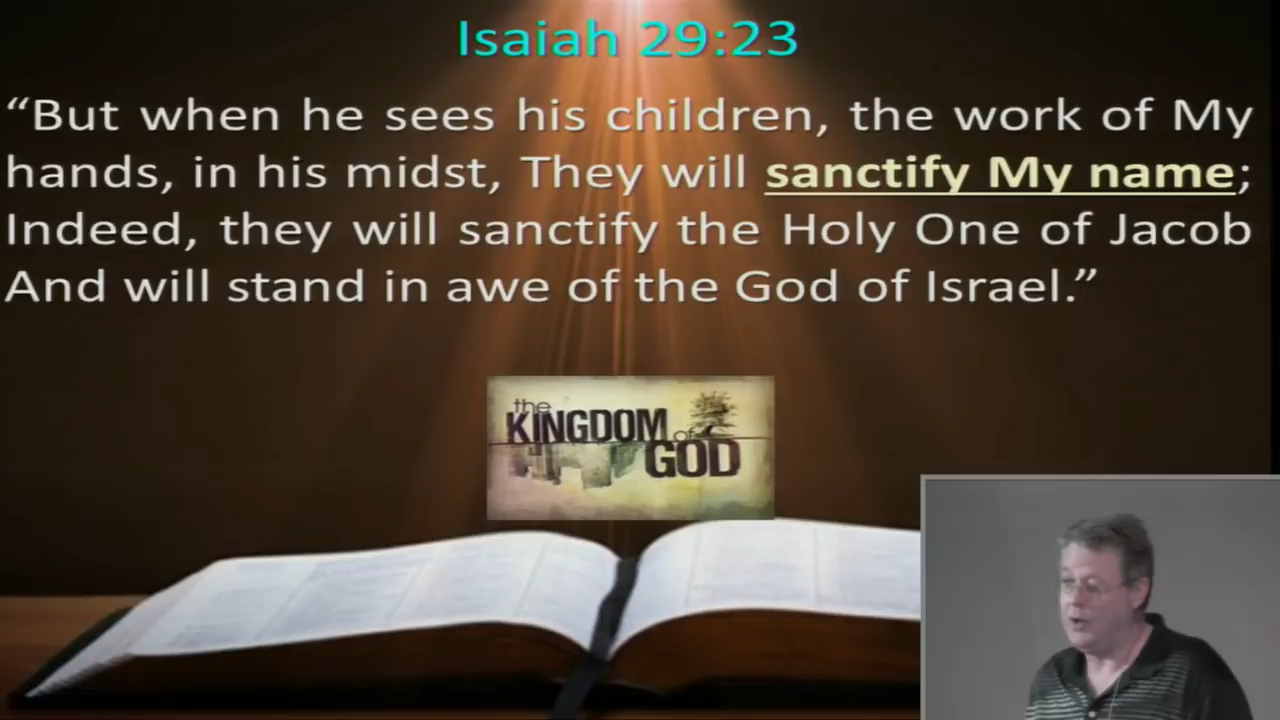 Isaiah 29:23
“But when he sees his children, the work of My
hands, in his midst, They will sanctify My name;
Indeed, they will sanctify the Holy One of Jacob
And will stand in awe of the God of Israel.”
the
KINGDOM of
GOD